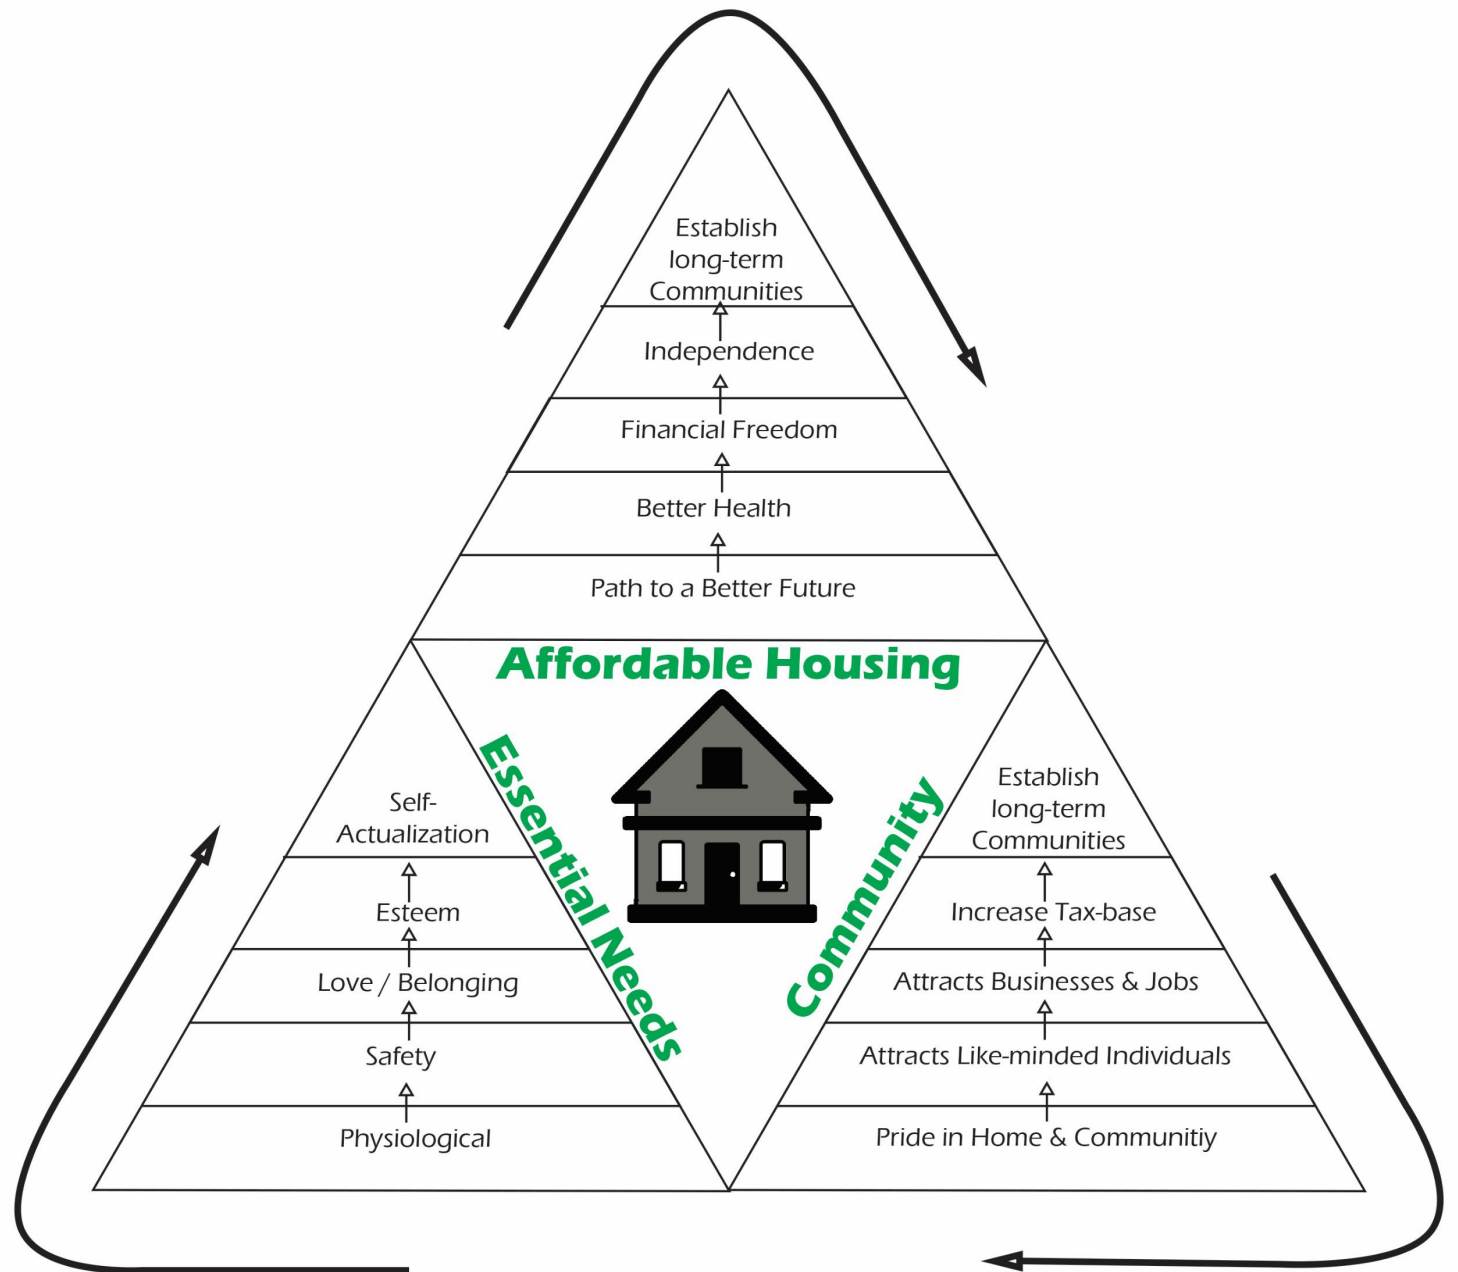 Establish
long-term
Communities
Independence
Financial Freedom
Better Health
Path to a Better Future
Affordable Housing
Essential Needs
Community
Self-
Actualization
Esteem
Love / Belonging
Safety
Physiological
Establish
long-term
Communities
Increase Tax-base
Attracts Businesses & Jobs
Attracts Like-minded Individuals
Pride in Home & Communitiy